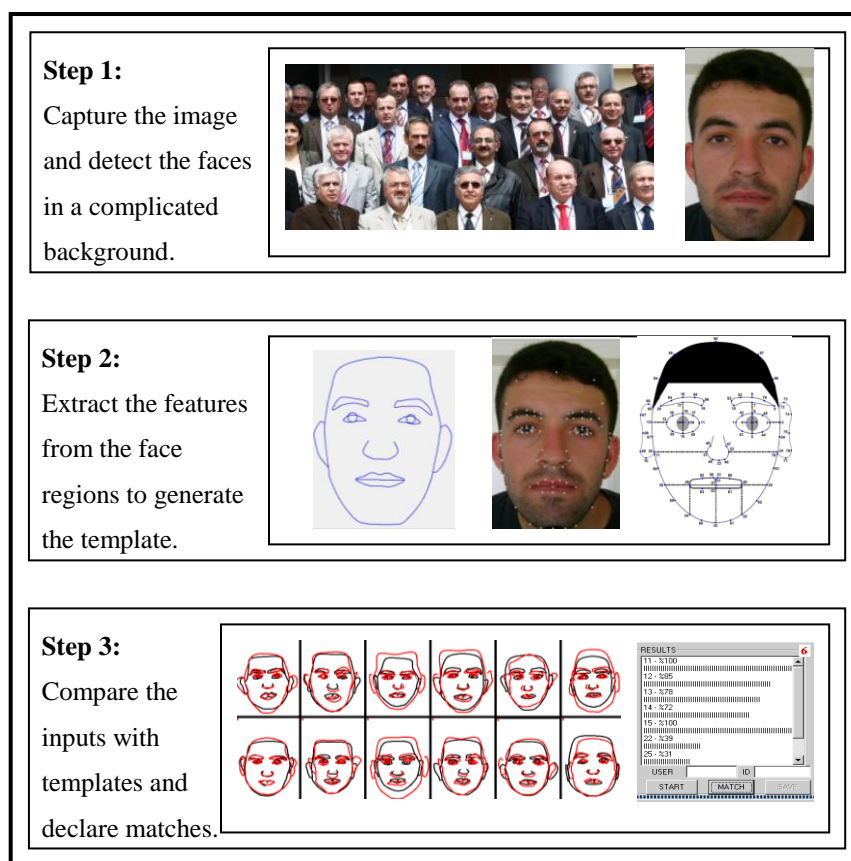 Step 1:
Capture the image
and detect the faces
in a complicated
background.
Step 2:
Extract the features
from the face
regions to generate
the template.
Step 3:
Compare the
inputs with
templates and
declare matches.
RESULTS
6
11 - %100
12 - %85
13 - %78
14 - %72
15 - %100
22 - %39
25 - %31
USER ID
START MATCH SAVE